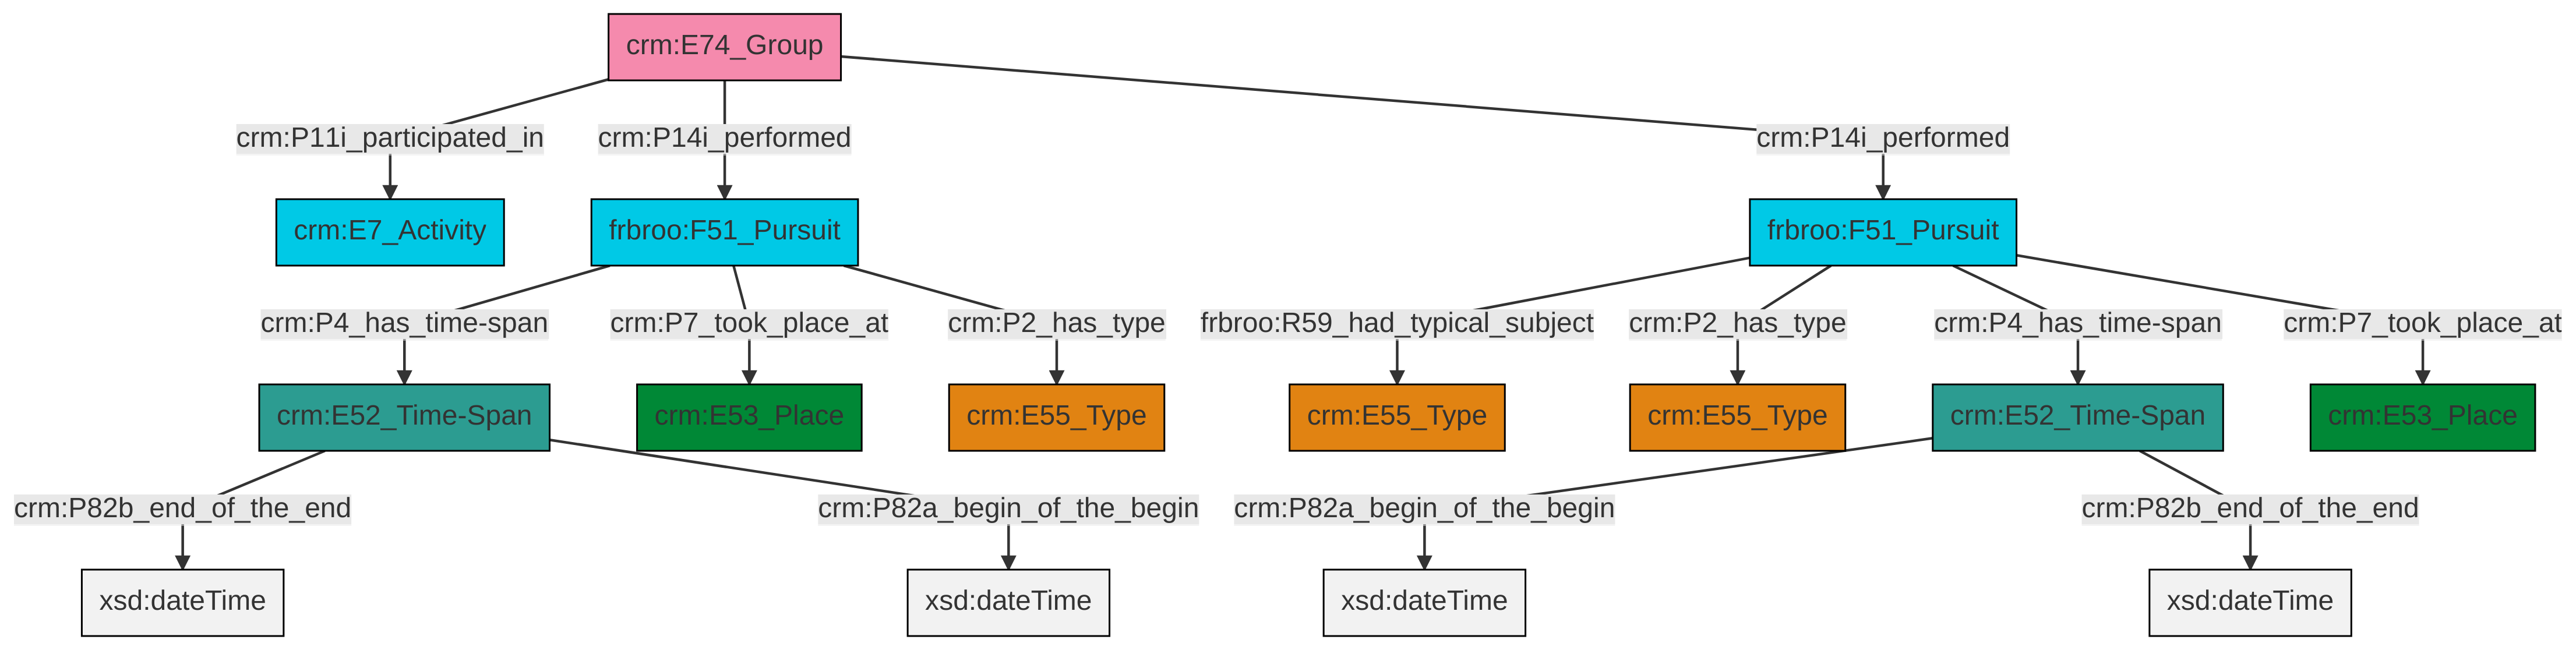 crm:E74_Group
crm:P11i_participated_in
crm:P14i_performed
crm:P14i_performed
crm:E7_Activity
frbroo:F51_Pursuit
frbroo:F51_Pursuit
crm:P4_has_time-span
crm:P7_took_place_at
crm:P2_has_type
frbroo:R59_had_typical_subject
crm:P2_has_type
crm:P4_has_time-span
crm:P7_took_place_at
crm:E52_Time-Span
crm:E53_Place
crm:E55_Type
crm:E55_Type
crm:E55_Type
crm:E52_Time-Span
crm:E53_Place
crm:P82b_end_of_the_end
crm:P82a_begin_of_the_begin
crm:P82a_begin_of_the_begin
crm:P82b_end_of_the_end
xsd:dateTime
xsd:dateTime
xsd:dateTime
xsd:dateTime